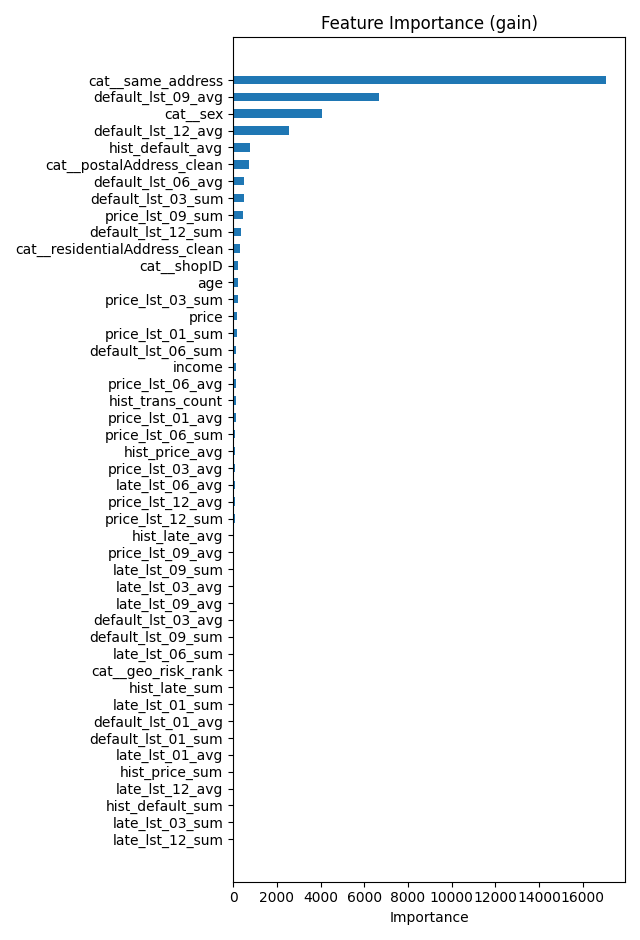 Feature Importance (gain)
cat__same_address
default_lst_09_avg
cat__sex
default_lst_12_avg
hist_default_avg
cat__postalAddress_clean
default_lst_06_avg
default_lst_03_sum
price_lst_09_sum
default_lst_12_sum
cat__residentialAddress_clean
cat__shopID
age
price_lst_03_sum
price
price_lst_01_sum
default_lst_06_sum
income
price_lst_06_avg
hist_trans_count
price_lst_01_avg
price_lst_06_sum
hist_price_avg
price_lst_03_avg
late_lst_06_avg
price_lst_12_avg
price_lst_12_sum
hist_late_avg
price_lst_09_avg
late_lst_09_sum
late_lst_03_avg
late_lst_09_avg
default_lst_03_avg
default_lst_09_sum
late_lst_06_sum
cat__geo_risk_rank
hist_late_sum
late_lst_01_sum
default_lst_01_avg
default_lst_01_sum
late_lst_01_avg
hist_price_sum
late_lst_12_avg
hist_default_sum
late_lst_03_sum
late_lst_12_sum
0 2000 4000 6000 8000 10000 12000 14000 16000
Importance